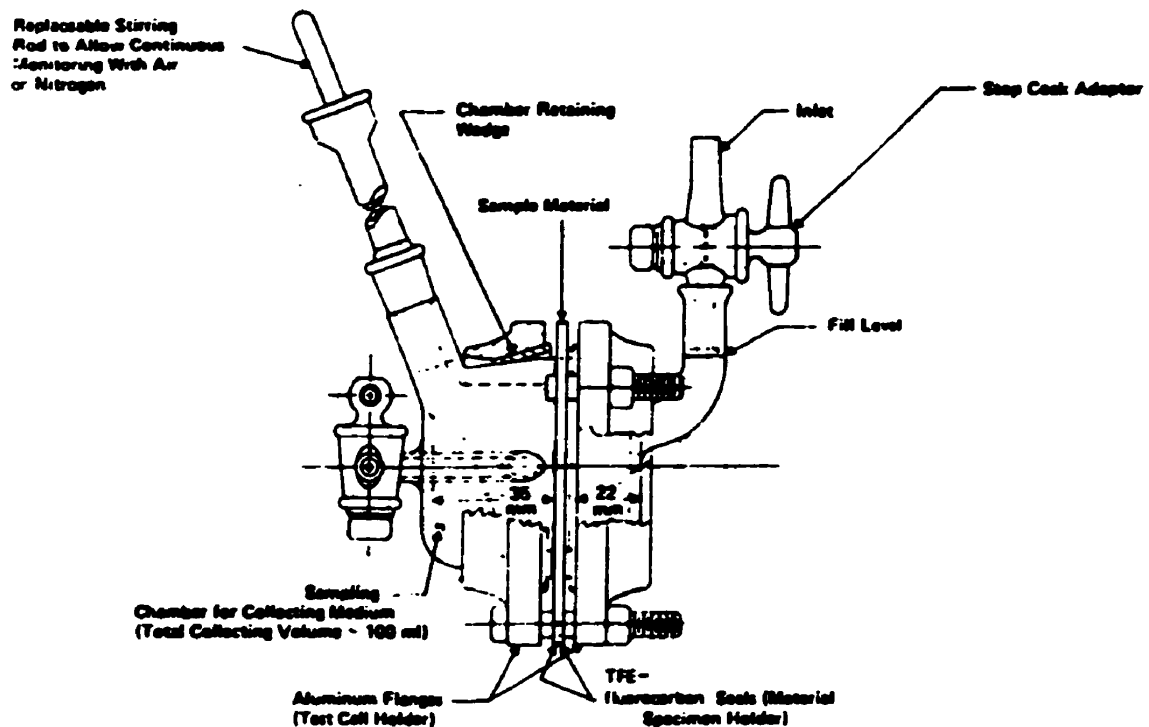 Replaceable Stirring
Rod to Allow Continuous
Monitoring With Air
or Nitrogen
Chamber Retaining
Wedge
Sample Material
Inlet
Stop Cock Adaptor
Fill Level
35
mm
22
mm
Sampling
Chamber for Collecting Medium
(Total Collecting Volume ~ 100 ml)
Aluminum Flanges
(Test Cell Holder)
TFE-
fluorocarbon Seals (Material
Specimen Holder)